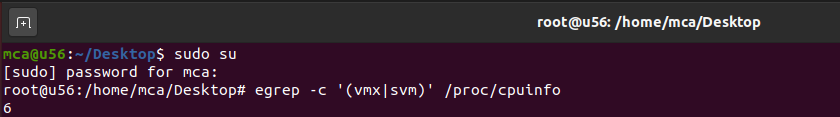 root@u56: /home/mca/Desktop
mca@u56:~/Desktop$ sudo su
[sudo] password for mca:
root@u56:/home/mca/Desktop# egrep -c '(vmx|svm)' /proc/cpuinfo
6